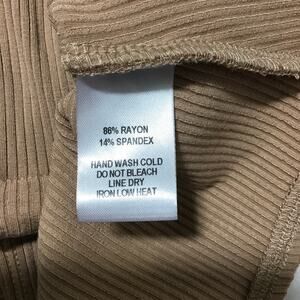 86% RAYON
14% SPANDEX
HAND WASH COLD
DO NOT BLEACH
LINE DRY
IRON LOW HEAT